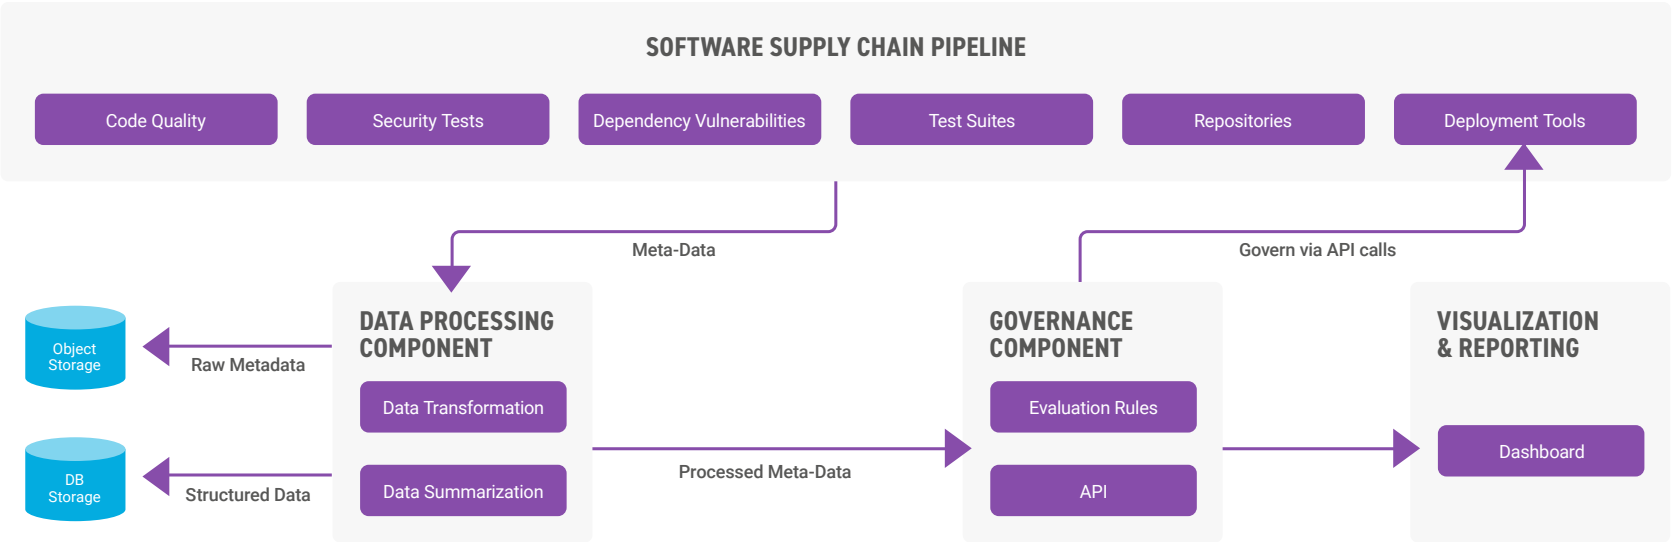 SOFTWARE SUPPLY CHAIN PIPELINE
Code Quality
Security Tests
Dependency Vulnerabilities
Test Suites
Repositories
Deployment Tools
Meta-Data
Govern via API calls
Object
Storage
Raw Metadata
DB
Storage
Structured Data
DATA PROCESSING
COMPONENT
Data Transformation
Data Summarization
Processed Meta-Data
GOVERNANCE
COMPONENT
Evaluation Rules
API
VISUALIZATION
& REPORTING
Dashboard